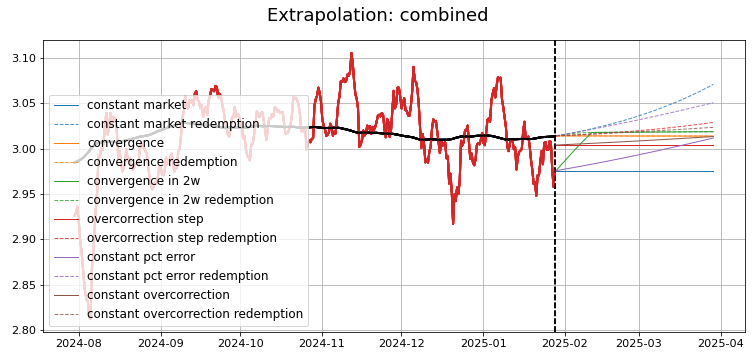 Extrapolation: combined
3.10
3.05
3.00
2.95
2.90
2.85
2.80
constant market
constant market redemption
convergence
convergence redemption
convergence in 2w
convergence in 2w redemption
overcorrection step
overcorrection step redemption
constant pct error
constant pct error redemption
constant overcorrection
constant overcorrection redemption
2024-08 2024-09 2024-10 2024-11 2024-12 2025-01 2025-02 2025-03 2025-04